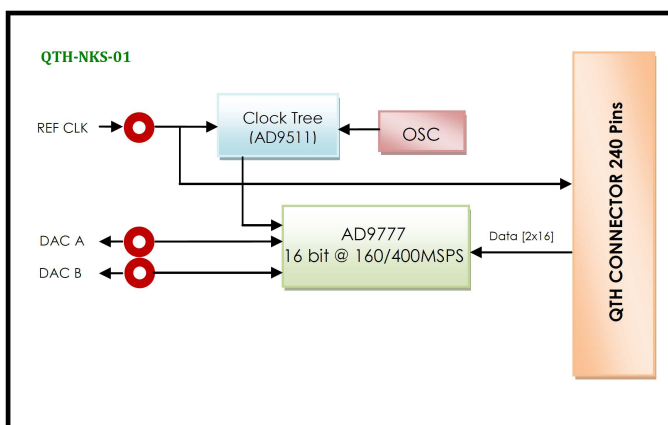 QTH-NKS-01
REF CLK
Clock Tree
(AD9511)
OSC
DAC A
DAC B
AD9777
16 bit @ 160/400MSPS
Data [2x16]
QTH CONNECTOR 240 Pins